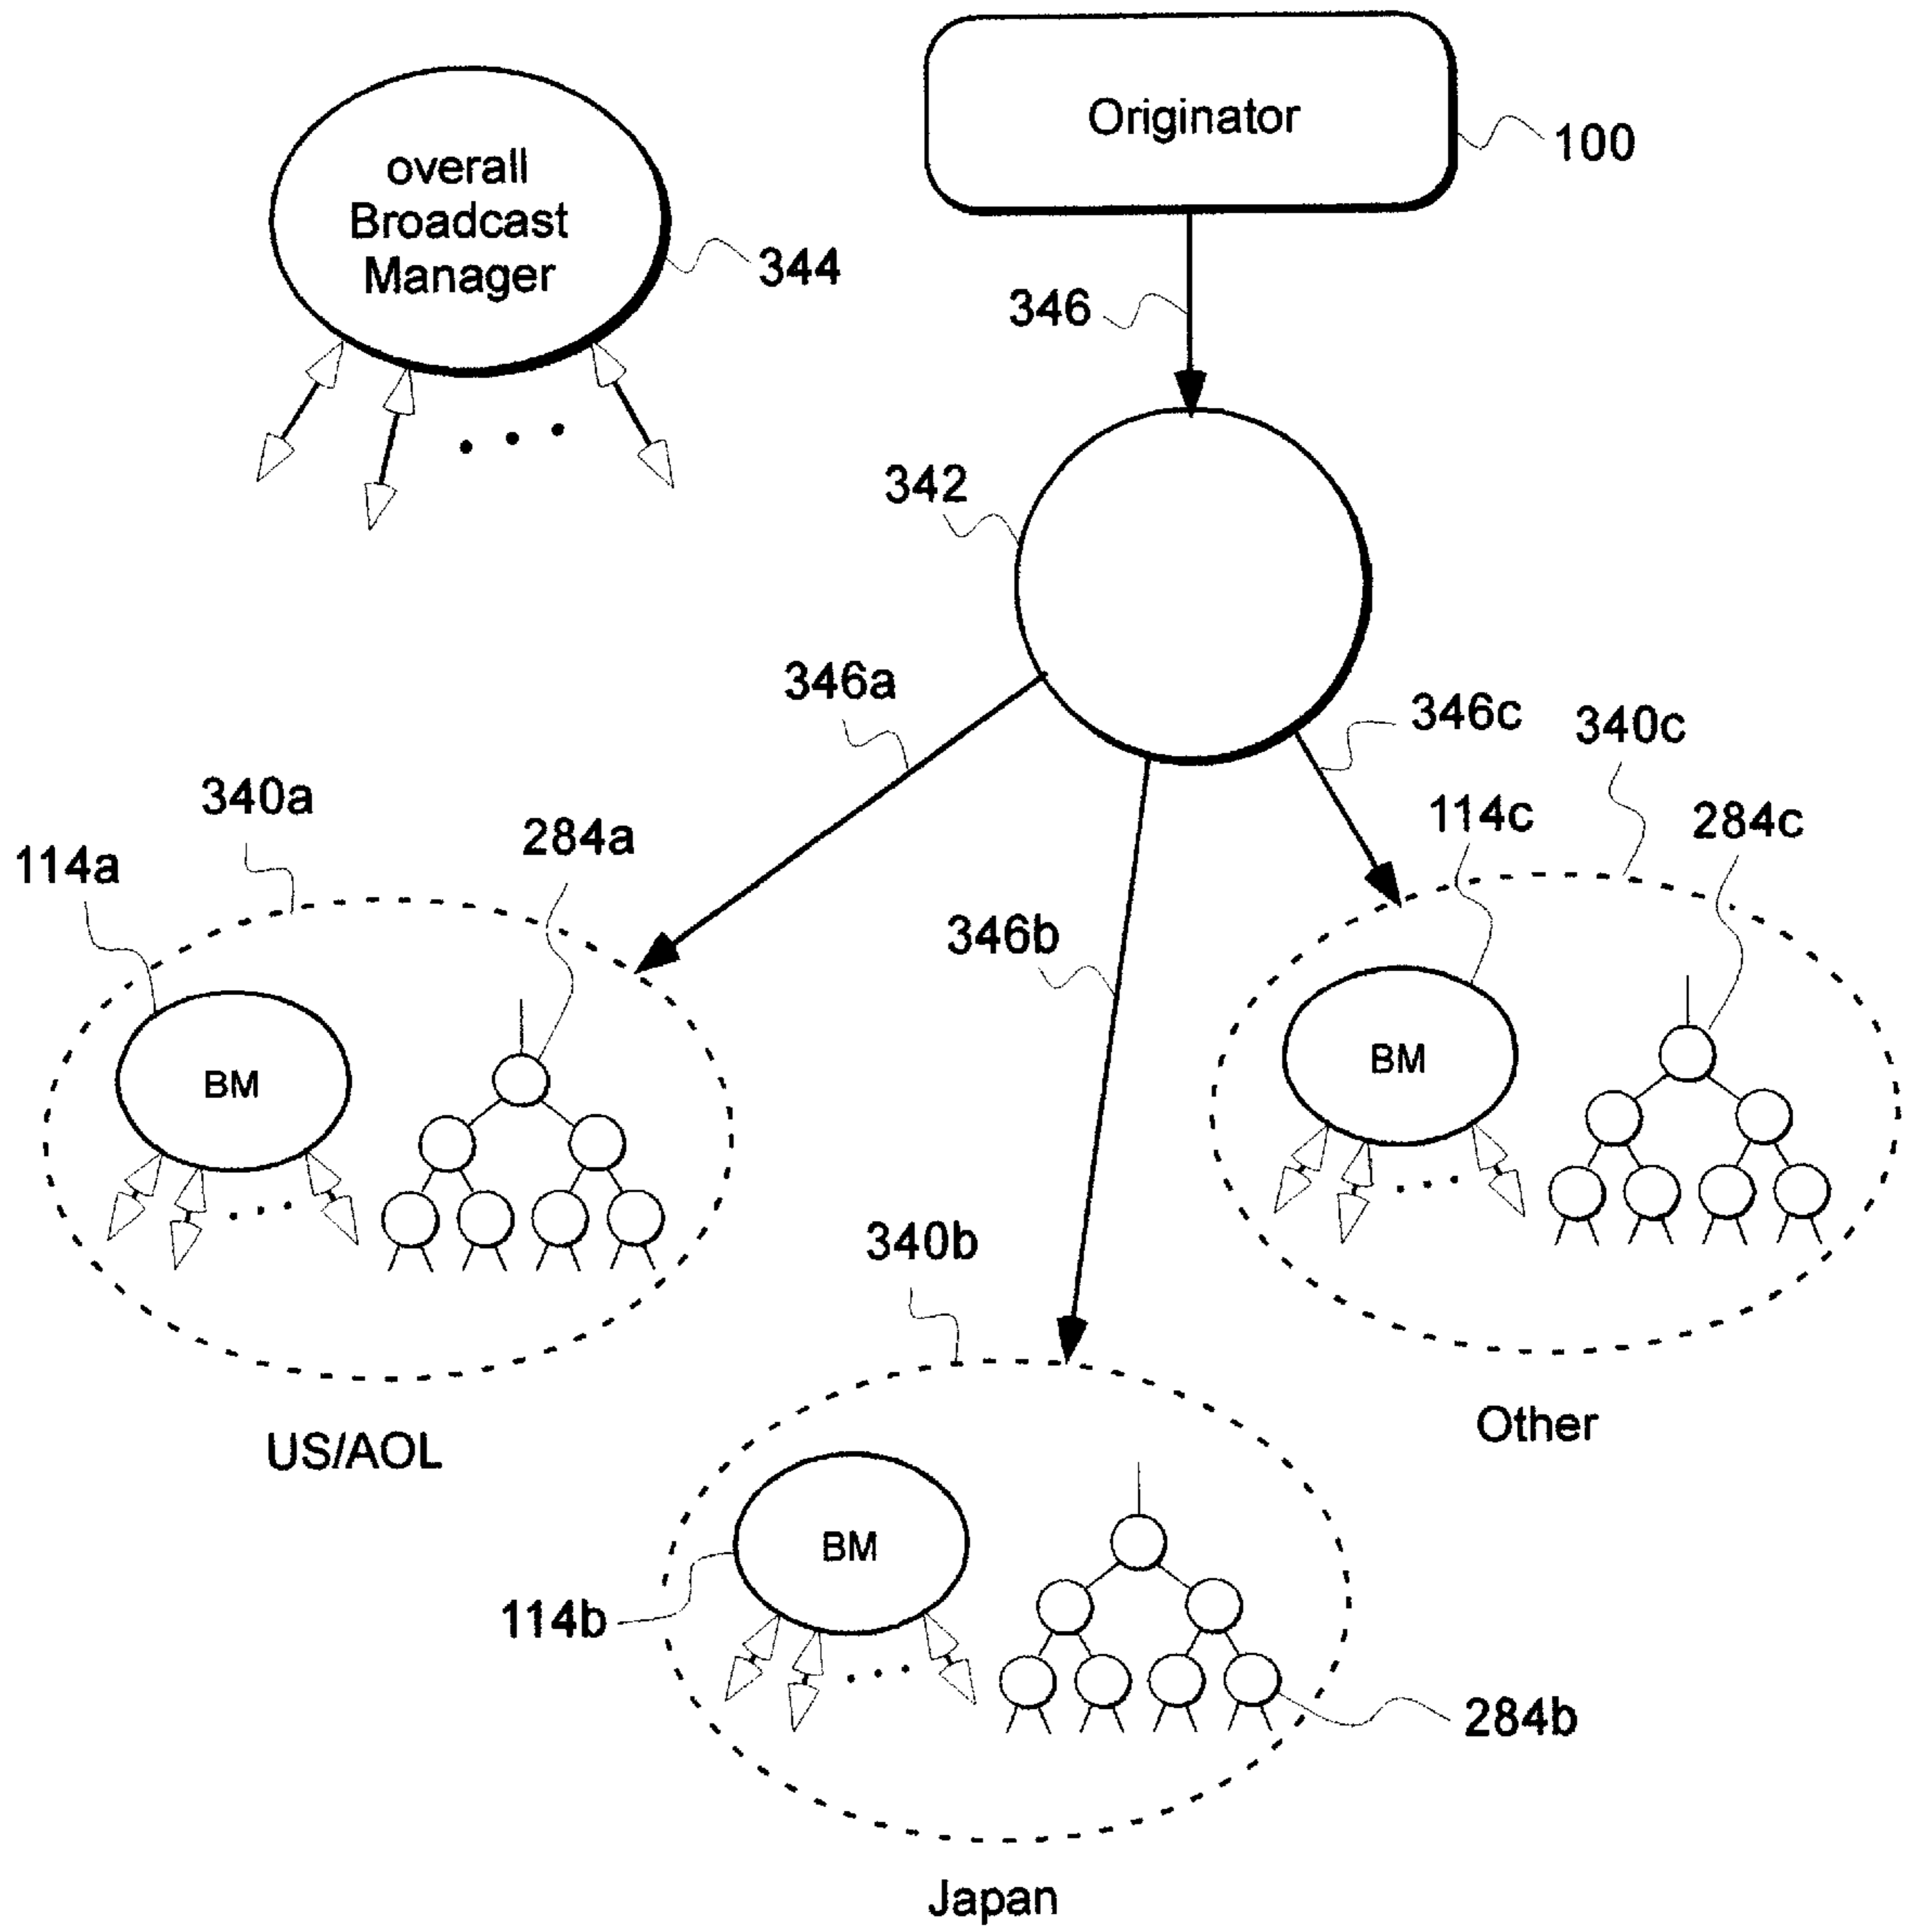 Originator
100
overall
Broadcast
Manager
344
346
342
346a
346c
340c
340a
114c
284c
284a
114a
346b
BM
BM
340b
Other
US/AOL
BM
114b
284b
Japan